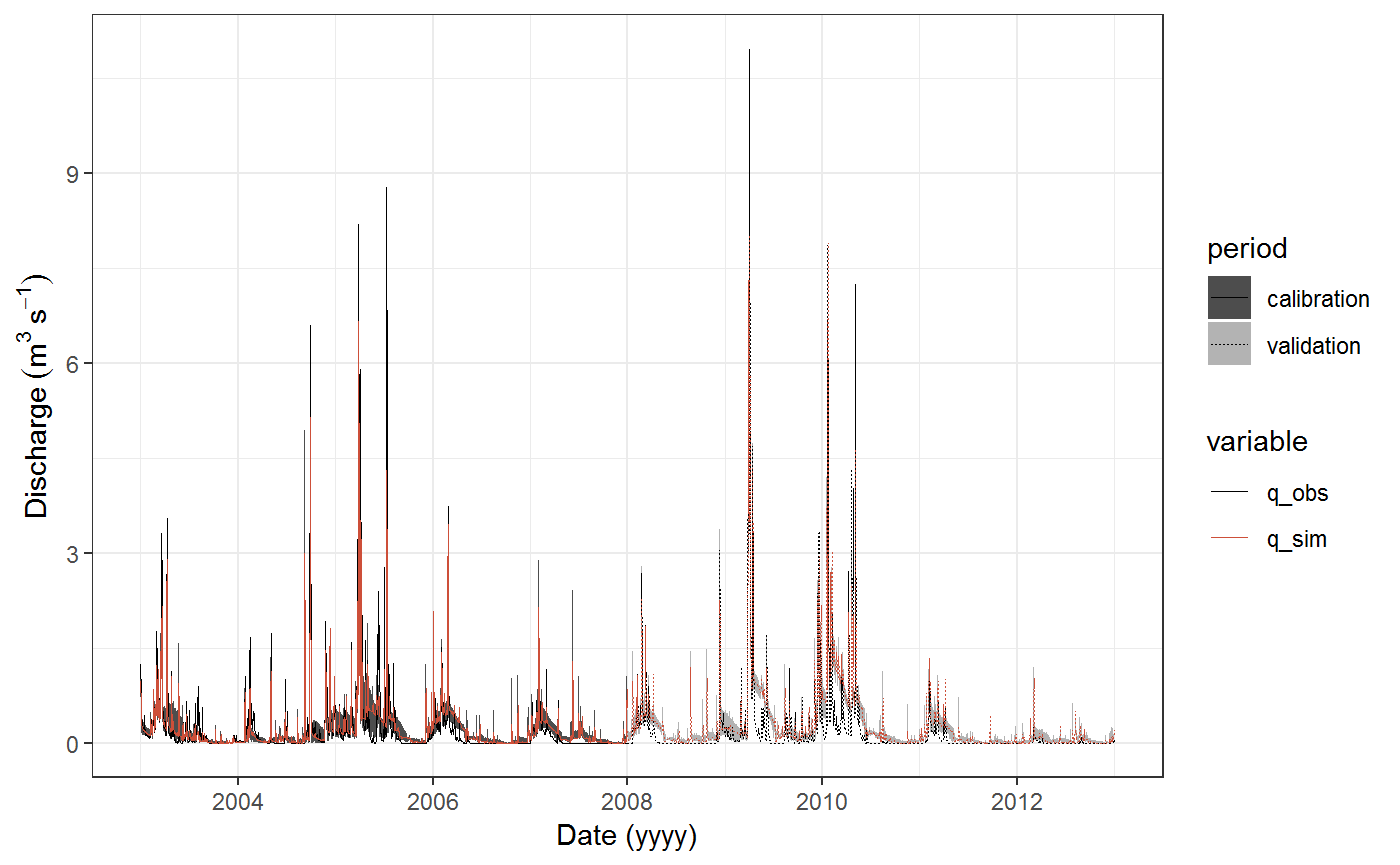 Discharge (m³ s⁻¹)
9
6
3
0
2004 2006 2008 2010 2012
Date (yyyy)
period
calibration
validation
variable
q_obs
q_sim